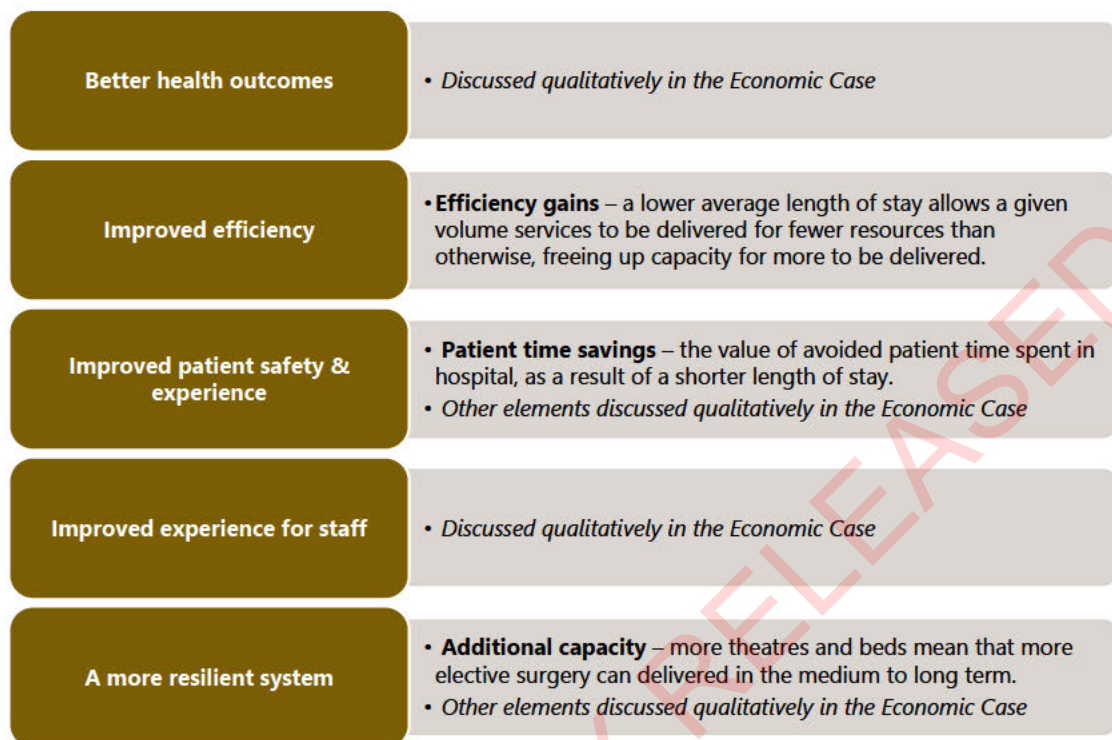 Better health outcomes
• Discussed qualitatively in the Economic Case
Improved efficiency
• Efficiency gains – a lower average length of stay allows a given
volume services to be delivered for fewer resources than
otherwise, freeing up capacity for more to be delivered.
Improved patient safety &
experience
• Patient time savings – the value of avoided patient time spent in
hospital, as a result of a shorter length of stay.
• Other elements discussed qualitatively in the Economic Case
Improved experience for staff
• Discussed qualitatively in the Economic Case
A more resilient system
• Additional capacity – more theatres and beds mean that more
elective surgery can delivered in the medium to long term.
• Other elements discussed qualitatively in the Economic Case
RELEASED